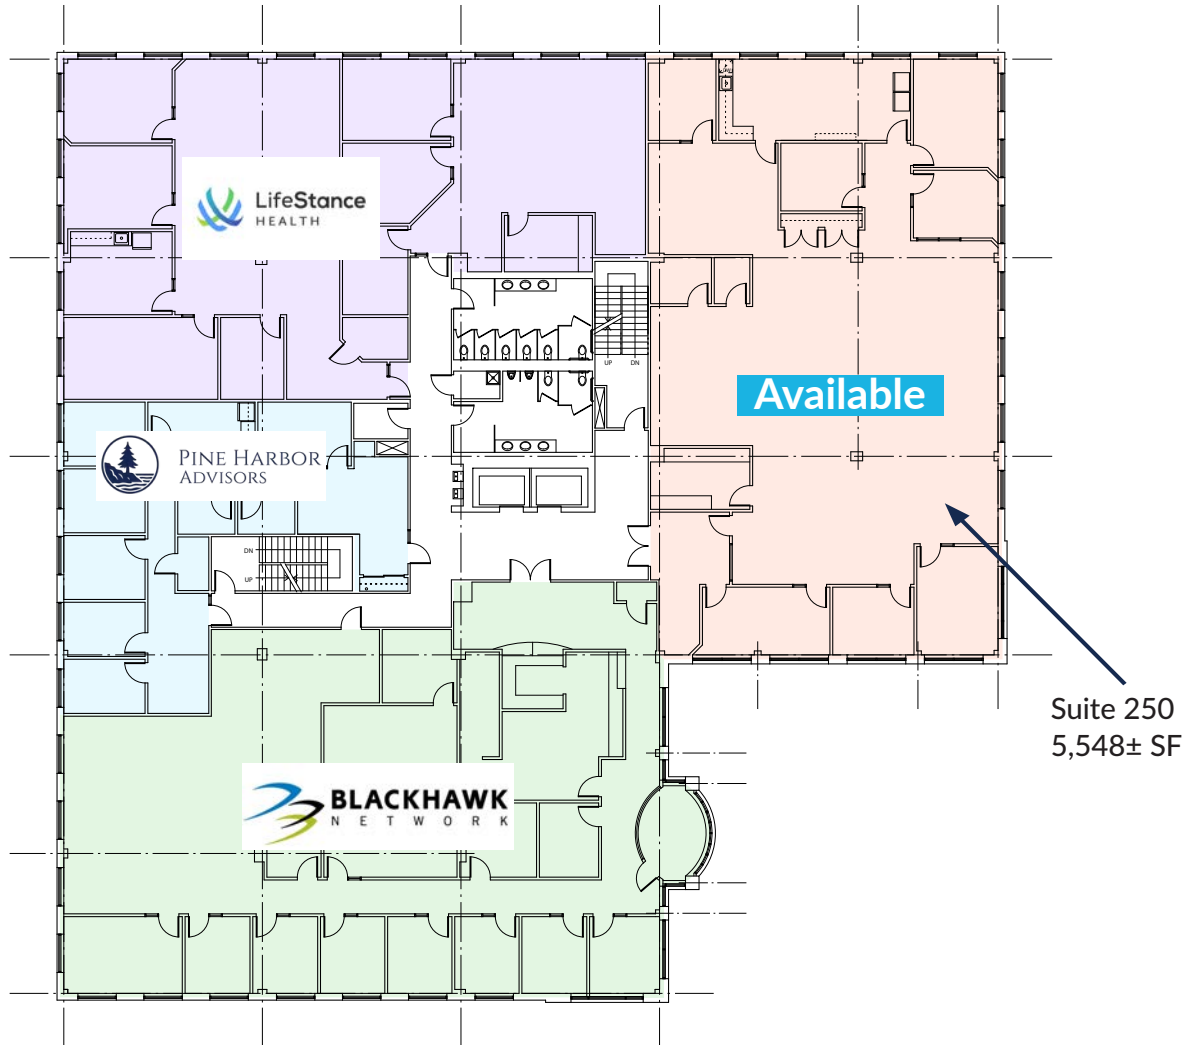 LifeStance
HEALTH
UP DN
Available
PINE HARBOR
ADVISORS
DN
UP
Suite 250
5,548± SF
BLACKHAWK
NETWORK